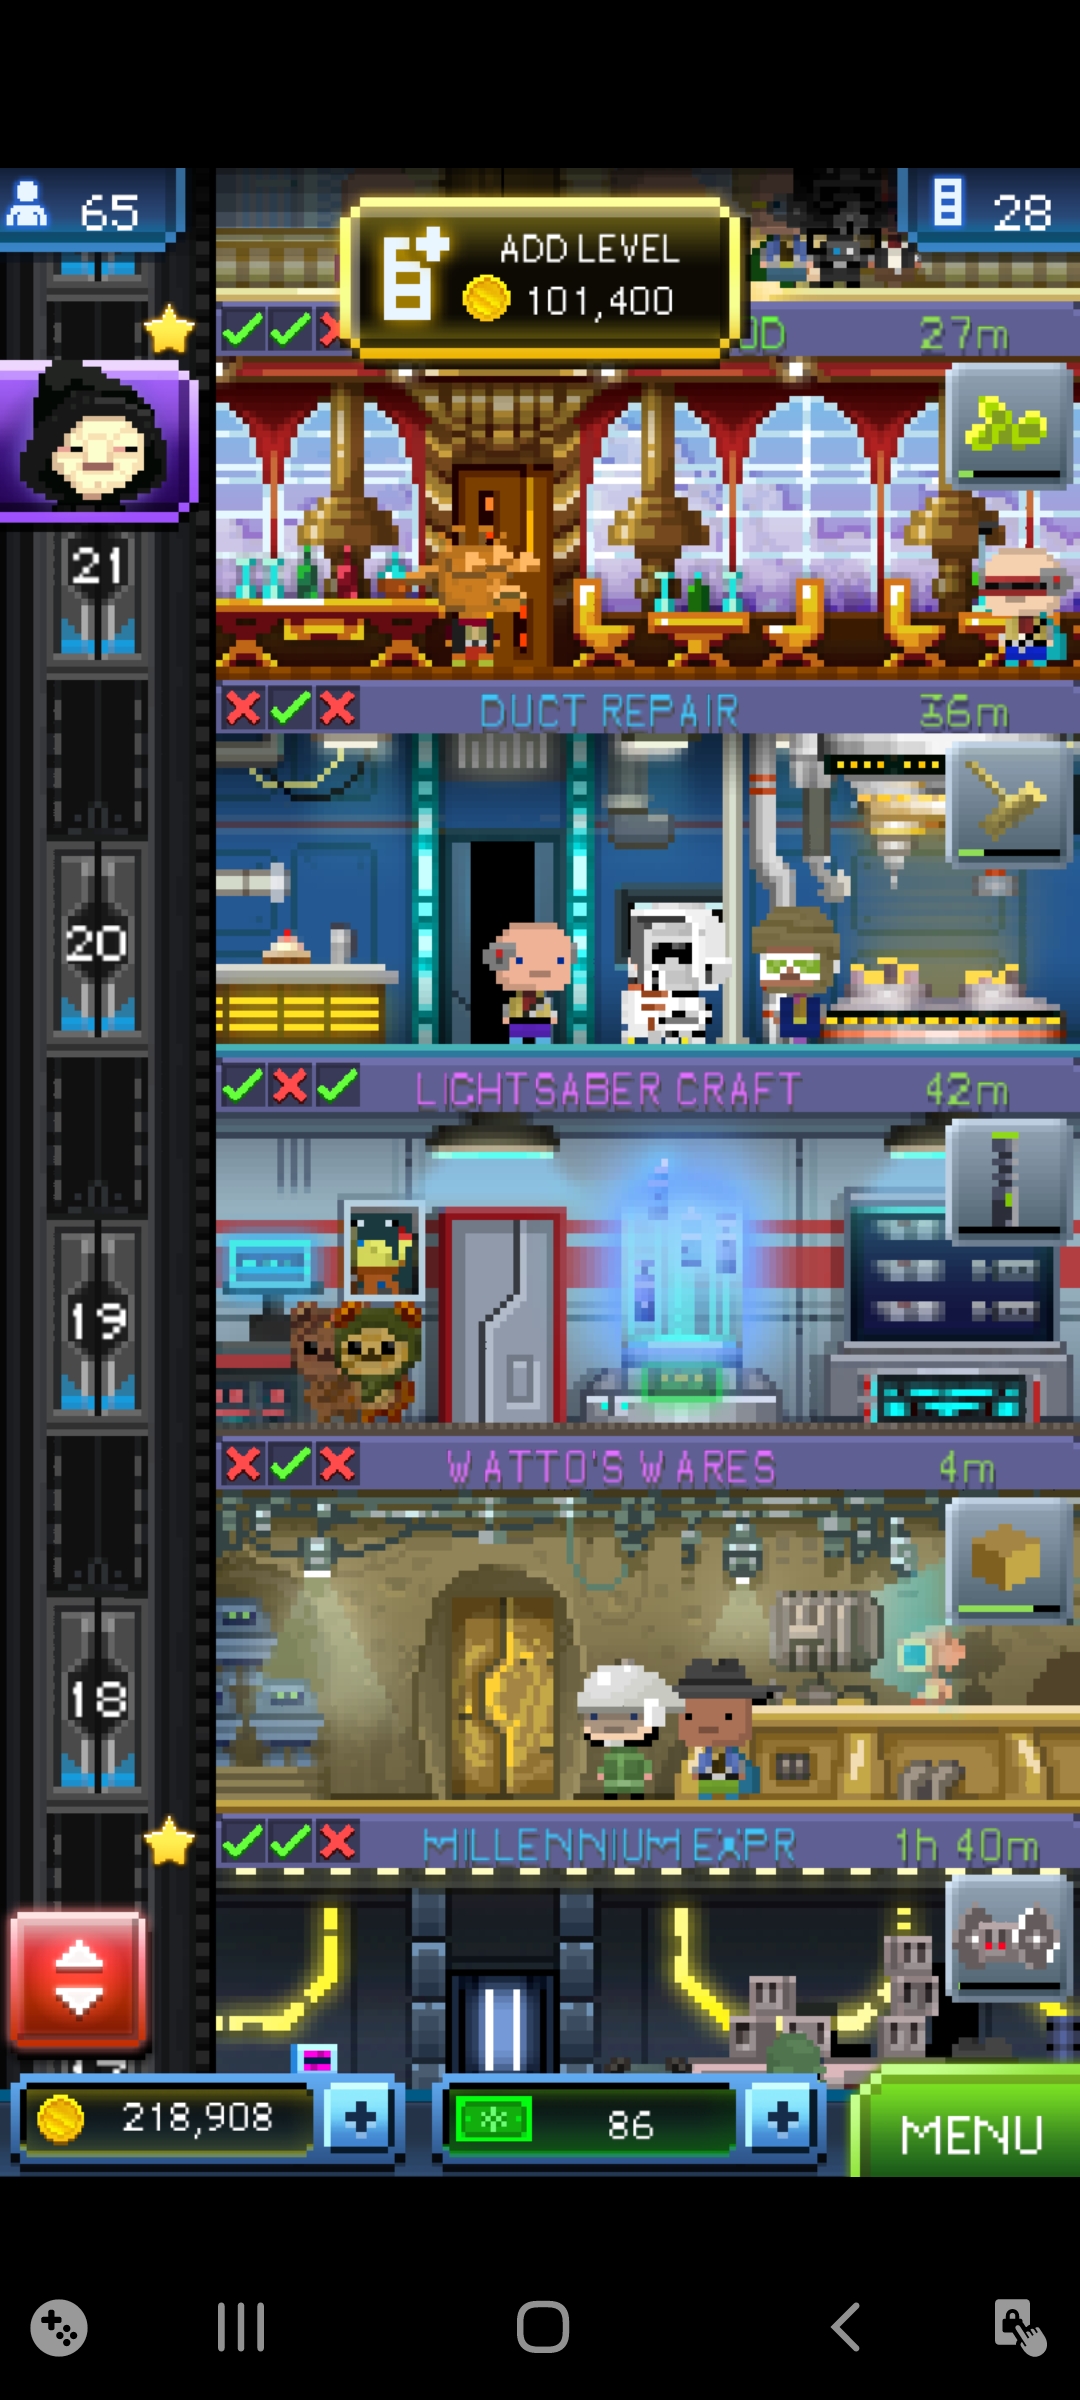 65
28
ADD LEVEL
101,400
27m
21
DUCT REPAIR
36m
20
LIGHTSABER CRAFT
42m
19
WATTO'S WARES
4m
18
MILLENNIUM EXPR
1h 40m
218,908
86
MENU